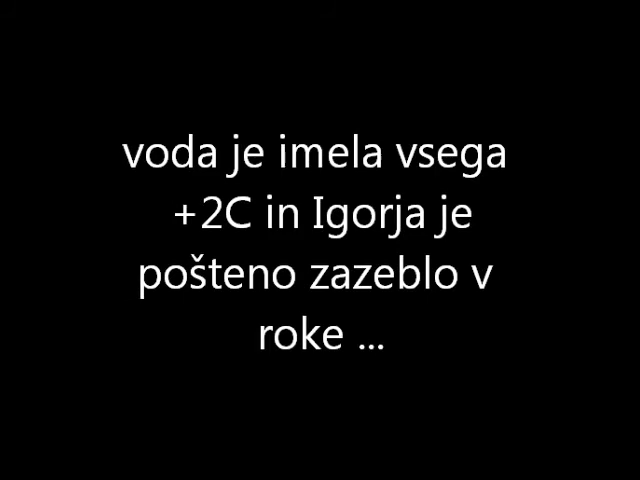 voda je imela vsega
+2C in Igorja je
pošteno zazeblo v
roke ...